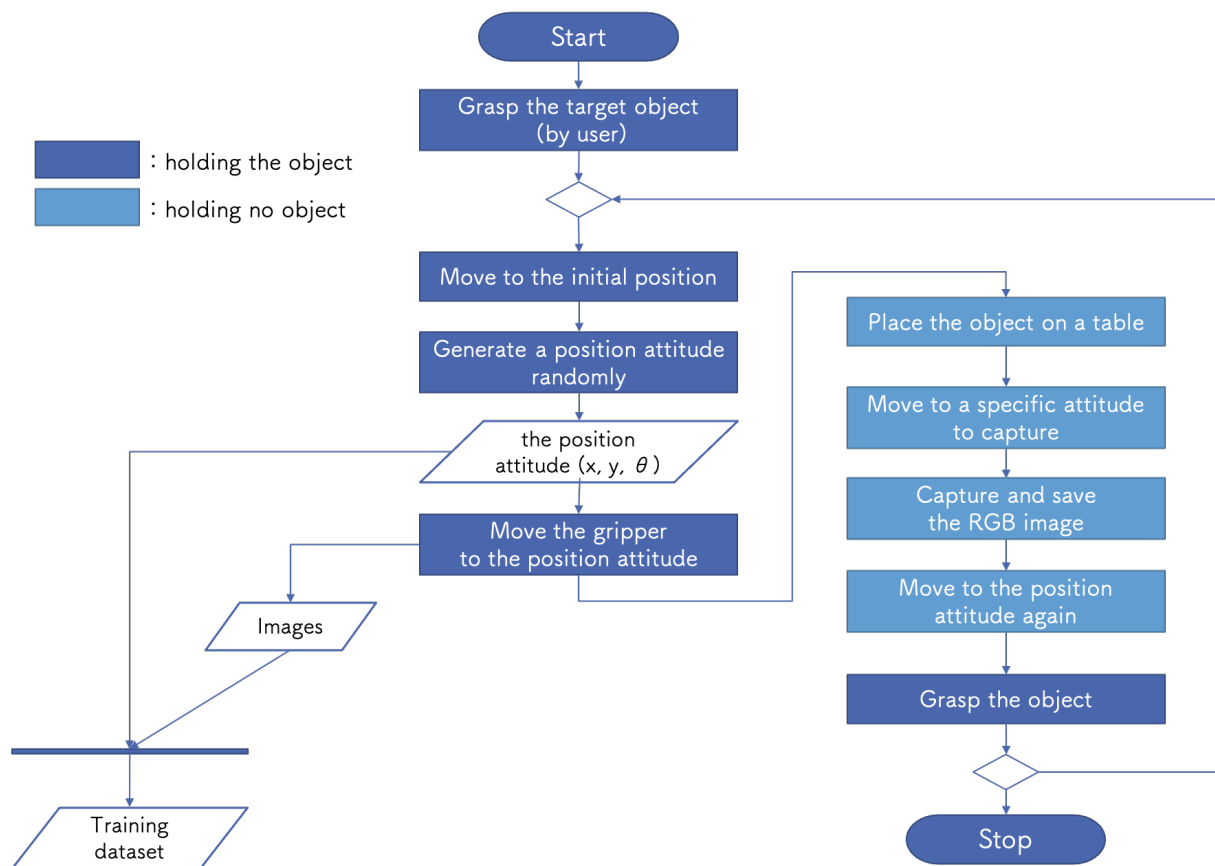 Start
Grasp the target object
(by user)
: holding the object
: holding no object
Move to the initial position
Generate a position attitude
randomly
the position
attitude (x, y, θ)
Move the gripper
to the position attitude
Images
Training
dataset
Place the object on a table
Move to a specific attitude
to capture
Capture and save
the RGB image
Move to the position
attitude again
Grasp the object
Stop